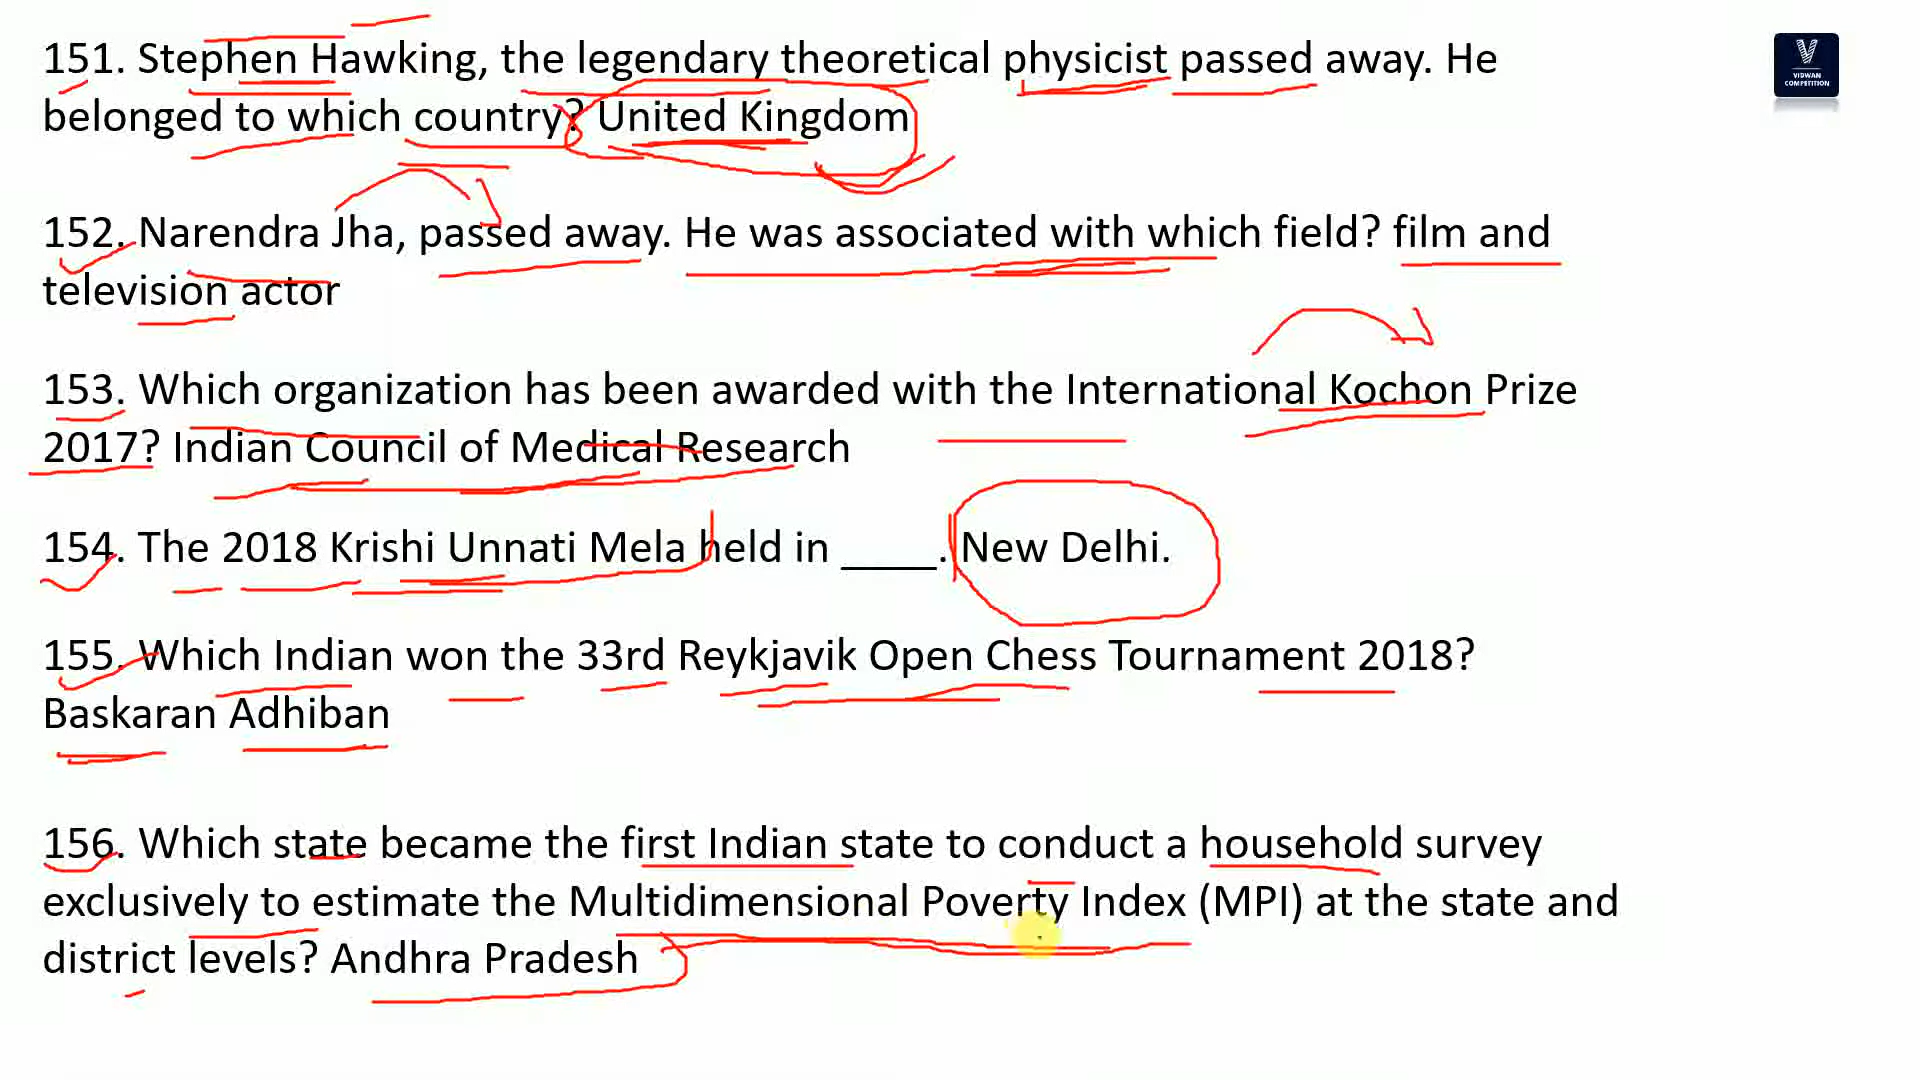 151. Stephen Hawking, the legendary theoretical physicist passed away. He
belonged to which country? United Kingdom
152. Narendra Jha, passed away. He was associated with which field? film and
television actor
153. Which organization has been awarded with the International Kochon Prize
2017? Indian Council of Medical Research
154. The 2018 Krishi Unnati Mela held in ____. New Delhi.
155. Which Indian won the 33rd Reykjavik Open Chess Tournament 2018?
Baskaran Adhiban
156. Which state became the first Indian state to conduct a household survey
exclusively to estimate the Multidimensional Poverty Index (MPI) at the state and
district levels? Andhra Pradesh
V
VIDWAN
COMPETITION